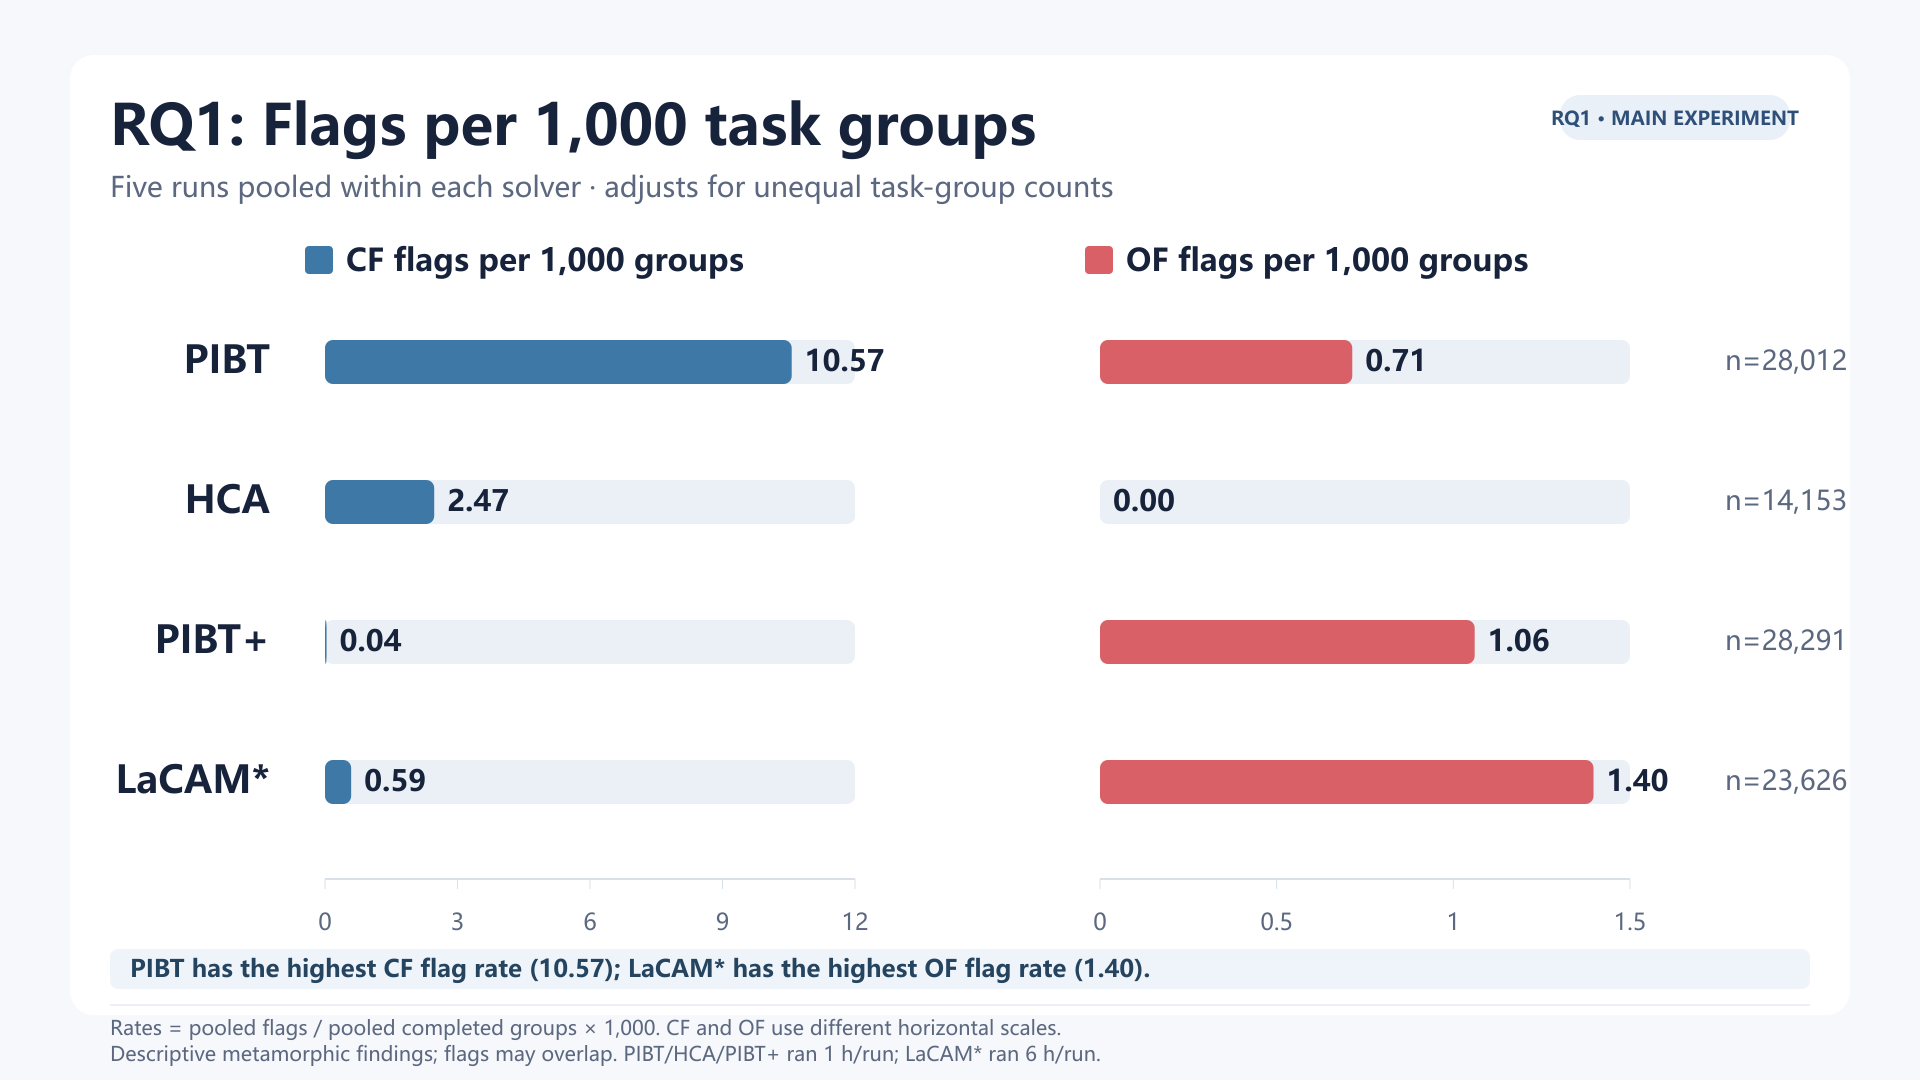 RQ1: Flags per 1,000 task groups
RQ1 • MAIN EXPERIMENT
Five runs pooled within each solver · adjusts for unequal task-group counts
CF flags per 1,000 groups
OF flags per 1,000 groups
PIBT 10.57 0.71 n=28,012
HCA 2.47 0.00 n=14,153
PIBT+ 0.04 1.06 n=28,291
LaCAM* 0.59 1.40 n=23,626
0 3 6 9 12 0 0.5 1 1.5
PIBT has the highest CF flag rate (10.57); LaCAM* has the highest OF flag rate (1.40).
Rates = pooled flags / pooled completed groups × 1,000. CF and OF use different horizontal scales.
Descriptive metamorphic findings; flags may overlap. PIBT/HCA/PIBT+ ran 1 h/run; LaCAM* ran 6 h/run.